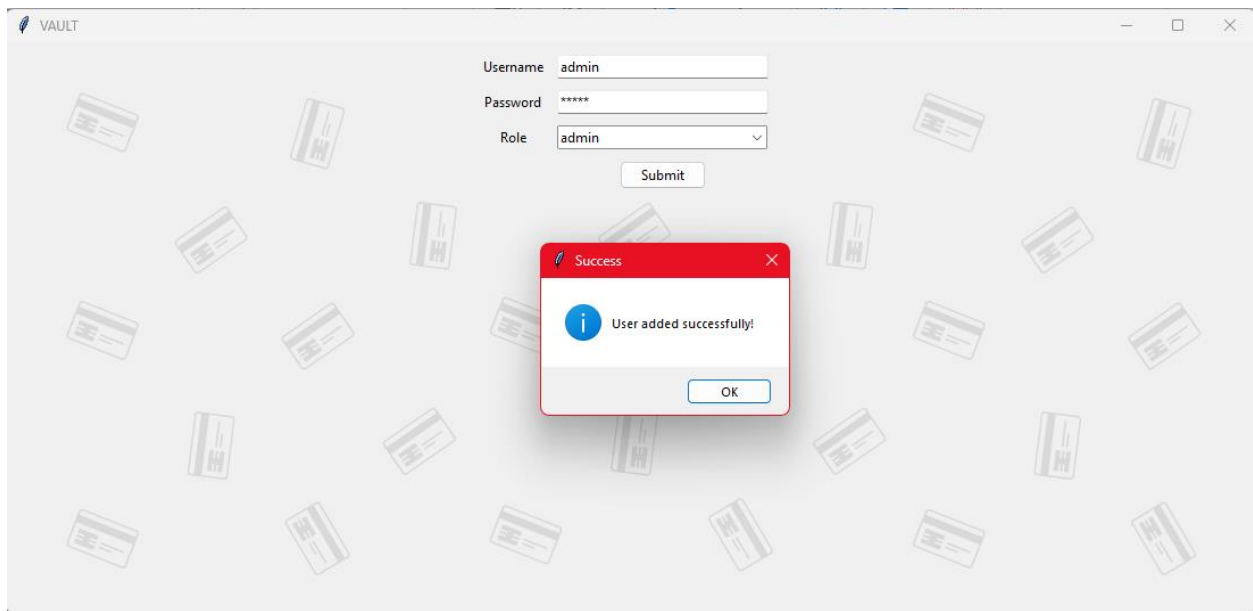 VAULT
Username admin
Password *****
Role admin
Submit
Success
i User added successfully!
OK